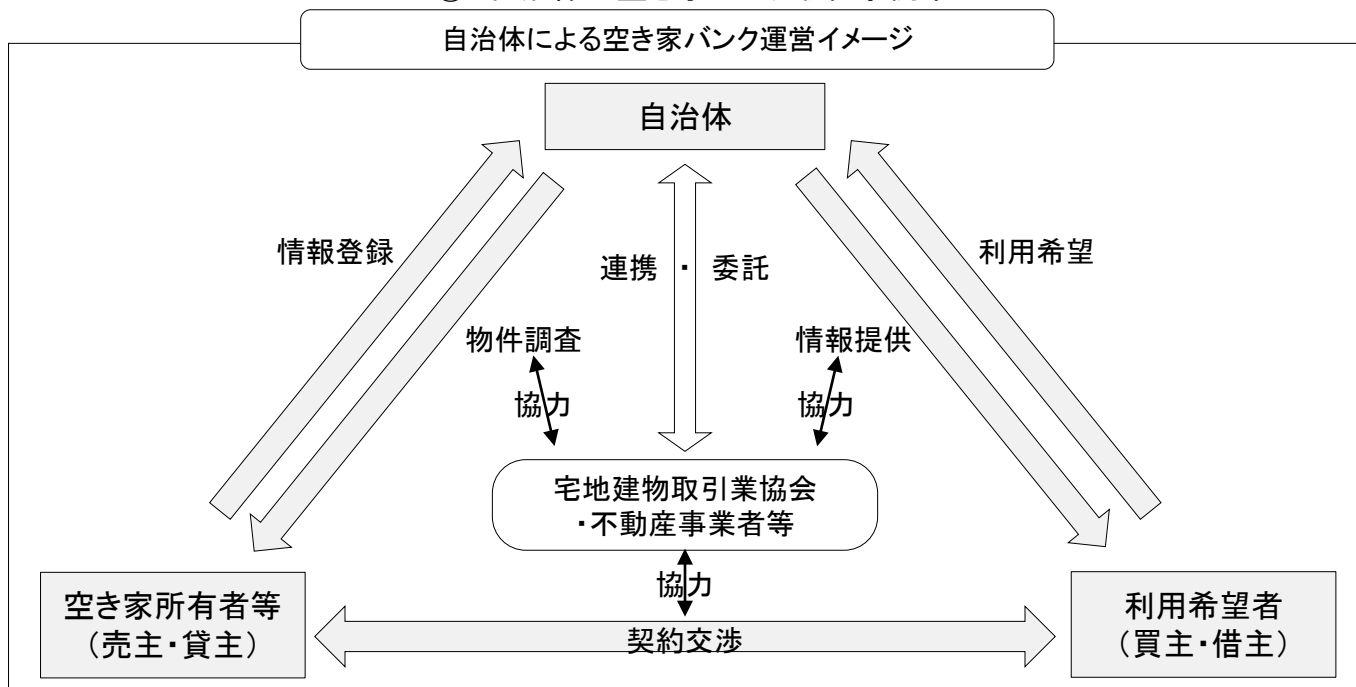 自治体による空き家バンク運営イメージ
自治体
情報登録
連携 ・ 委託
利用希望
物件調査
情報提供
協力
協力
宅地建物取引業協会
・不動産事業者等
協力
空き家所有者等
（売主・貸主）
契約交渉
利用希望者
（買主・借主）